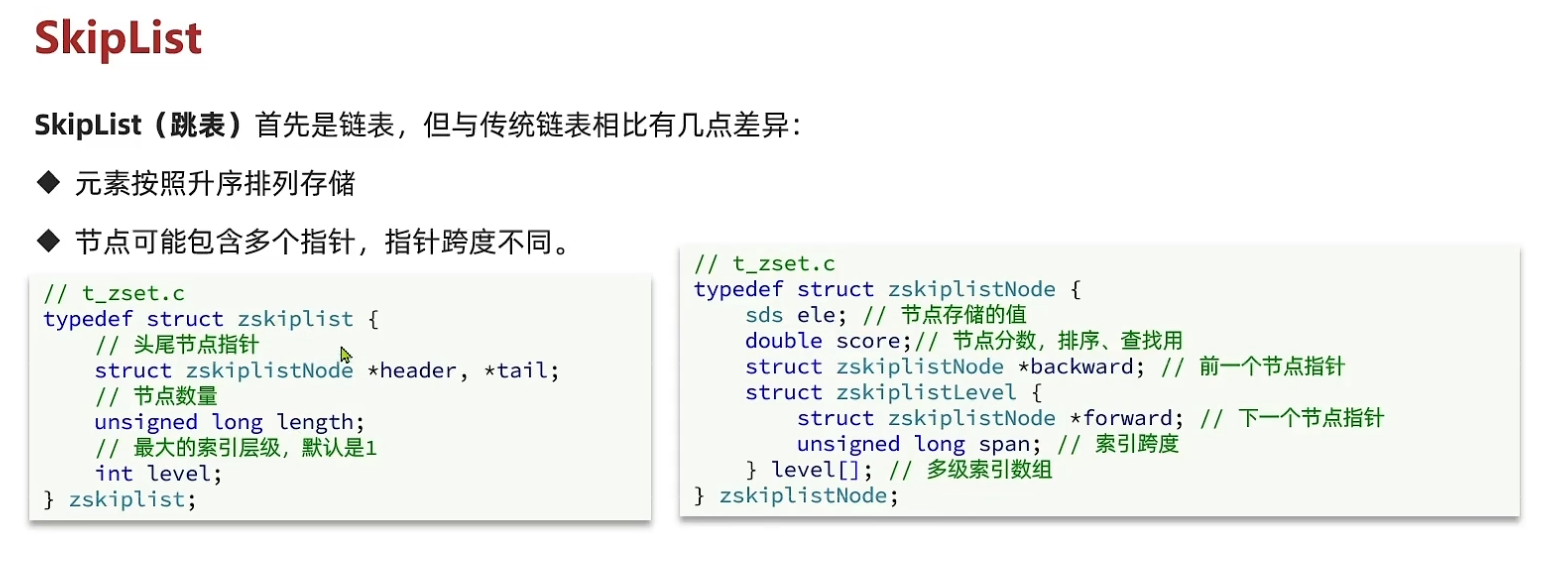 SkipList
SkipList（跳表）首先是链表，但与传统链表相比有几点差异：
◆ 元素按照升序排列存储
◆ 节点可能包含多个指针，指针跨度不同。
// t_zset.c
typedef struct zskiplist {
    // 头尾节点指针
    struct zskiplistNode *header, *tail;
    // 节点数量
    unsigned long length;
    // 最大的索引层级，默认是1
    int level;
} zskiplist;
// t_zset.c
typedef struct zskiplistNode {
    sds ele; // 节点存储的值
    double score;// 节点分数，排序、查找用
    struct zskiplistNode *backward; // 前一个节点指针
    struct zskiplistLevel {
        struct zskiplistNode *forward; // 下一个节点指针
        unsigned long span; // 索引跨度
    } level[]; // 多级索引数组
} zskiplistNode;